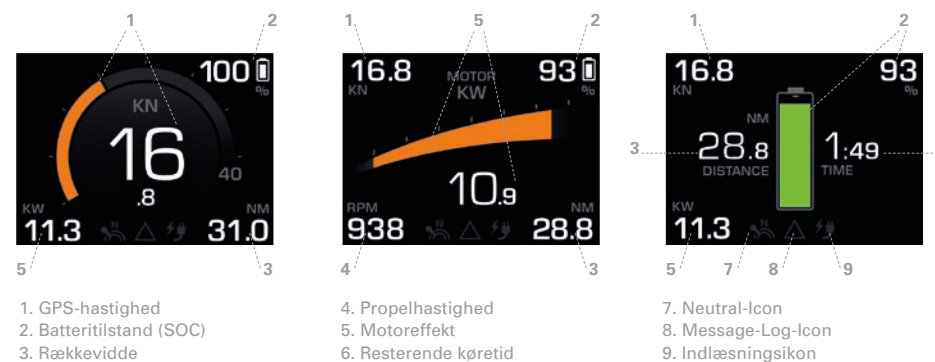 1 2 1 5 2 1 2
100 %
KN
16
.8
40
KW
11.3
N
NM
31.0
5 3
16.8
KN
MOTOR
KW
93
%
10.9
RPM
938
N
NM
28.8
4 3
16.8
KN
93
%
NM
28.8
DISTANCE
1:49
TIME
KW
11.3
N
3
5 7 8 9
1. GPS-hastighed
2. Batteritilstand (SOC)
3. Rækkevidde
4. Propelhastighed
5. Motoreffekt
6. Resterende køretid
7. Neutral-Icon
8. Message-Log-Icon
9. Indlæsningsikon